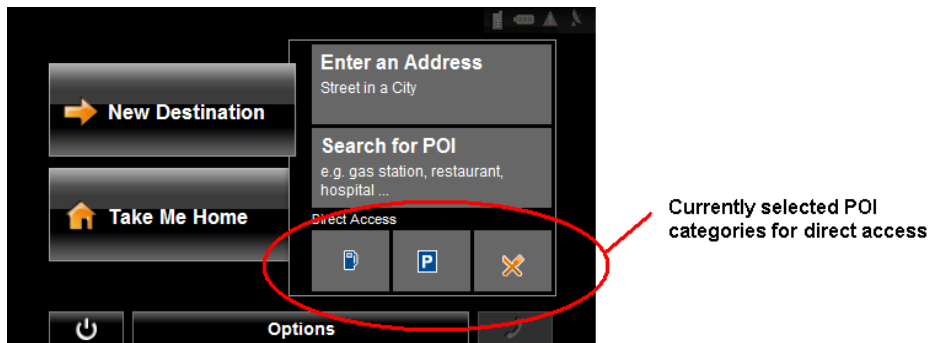 Enter an Address
Street in a City
New Destination
Search for POI
e.g. gas station, restaurant,
hospital ...
Take Me Home
Direct Access
P
Options
Currently selected POI
categories for direct access